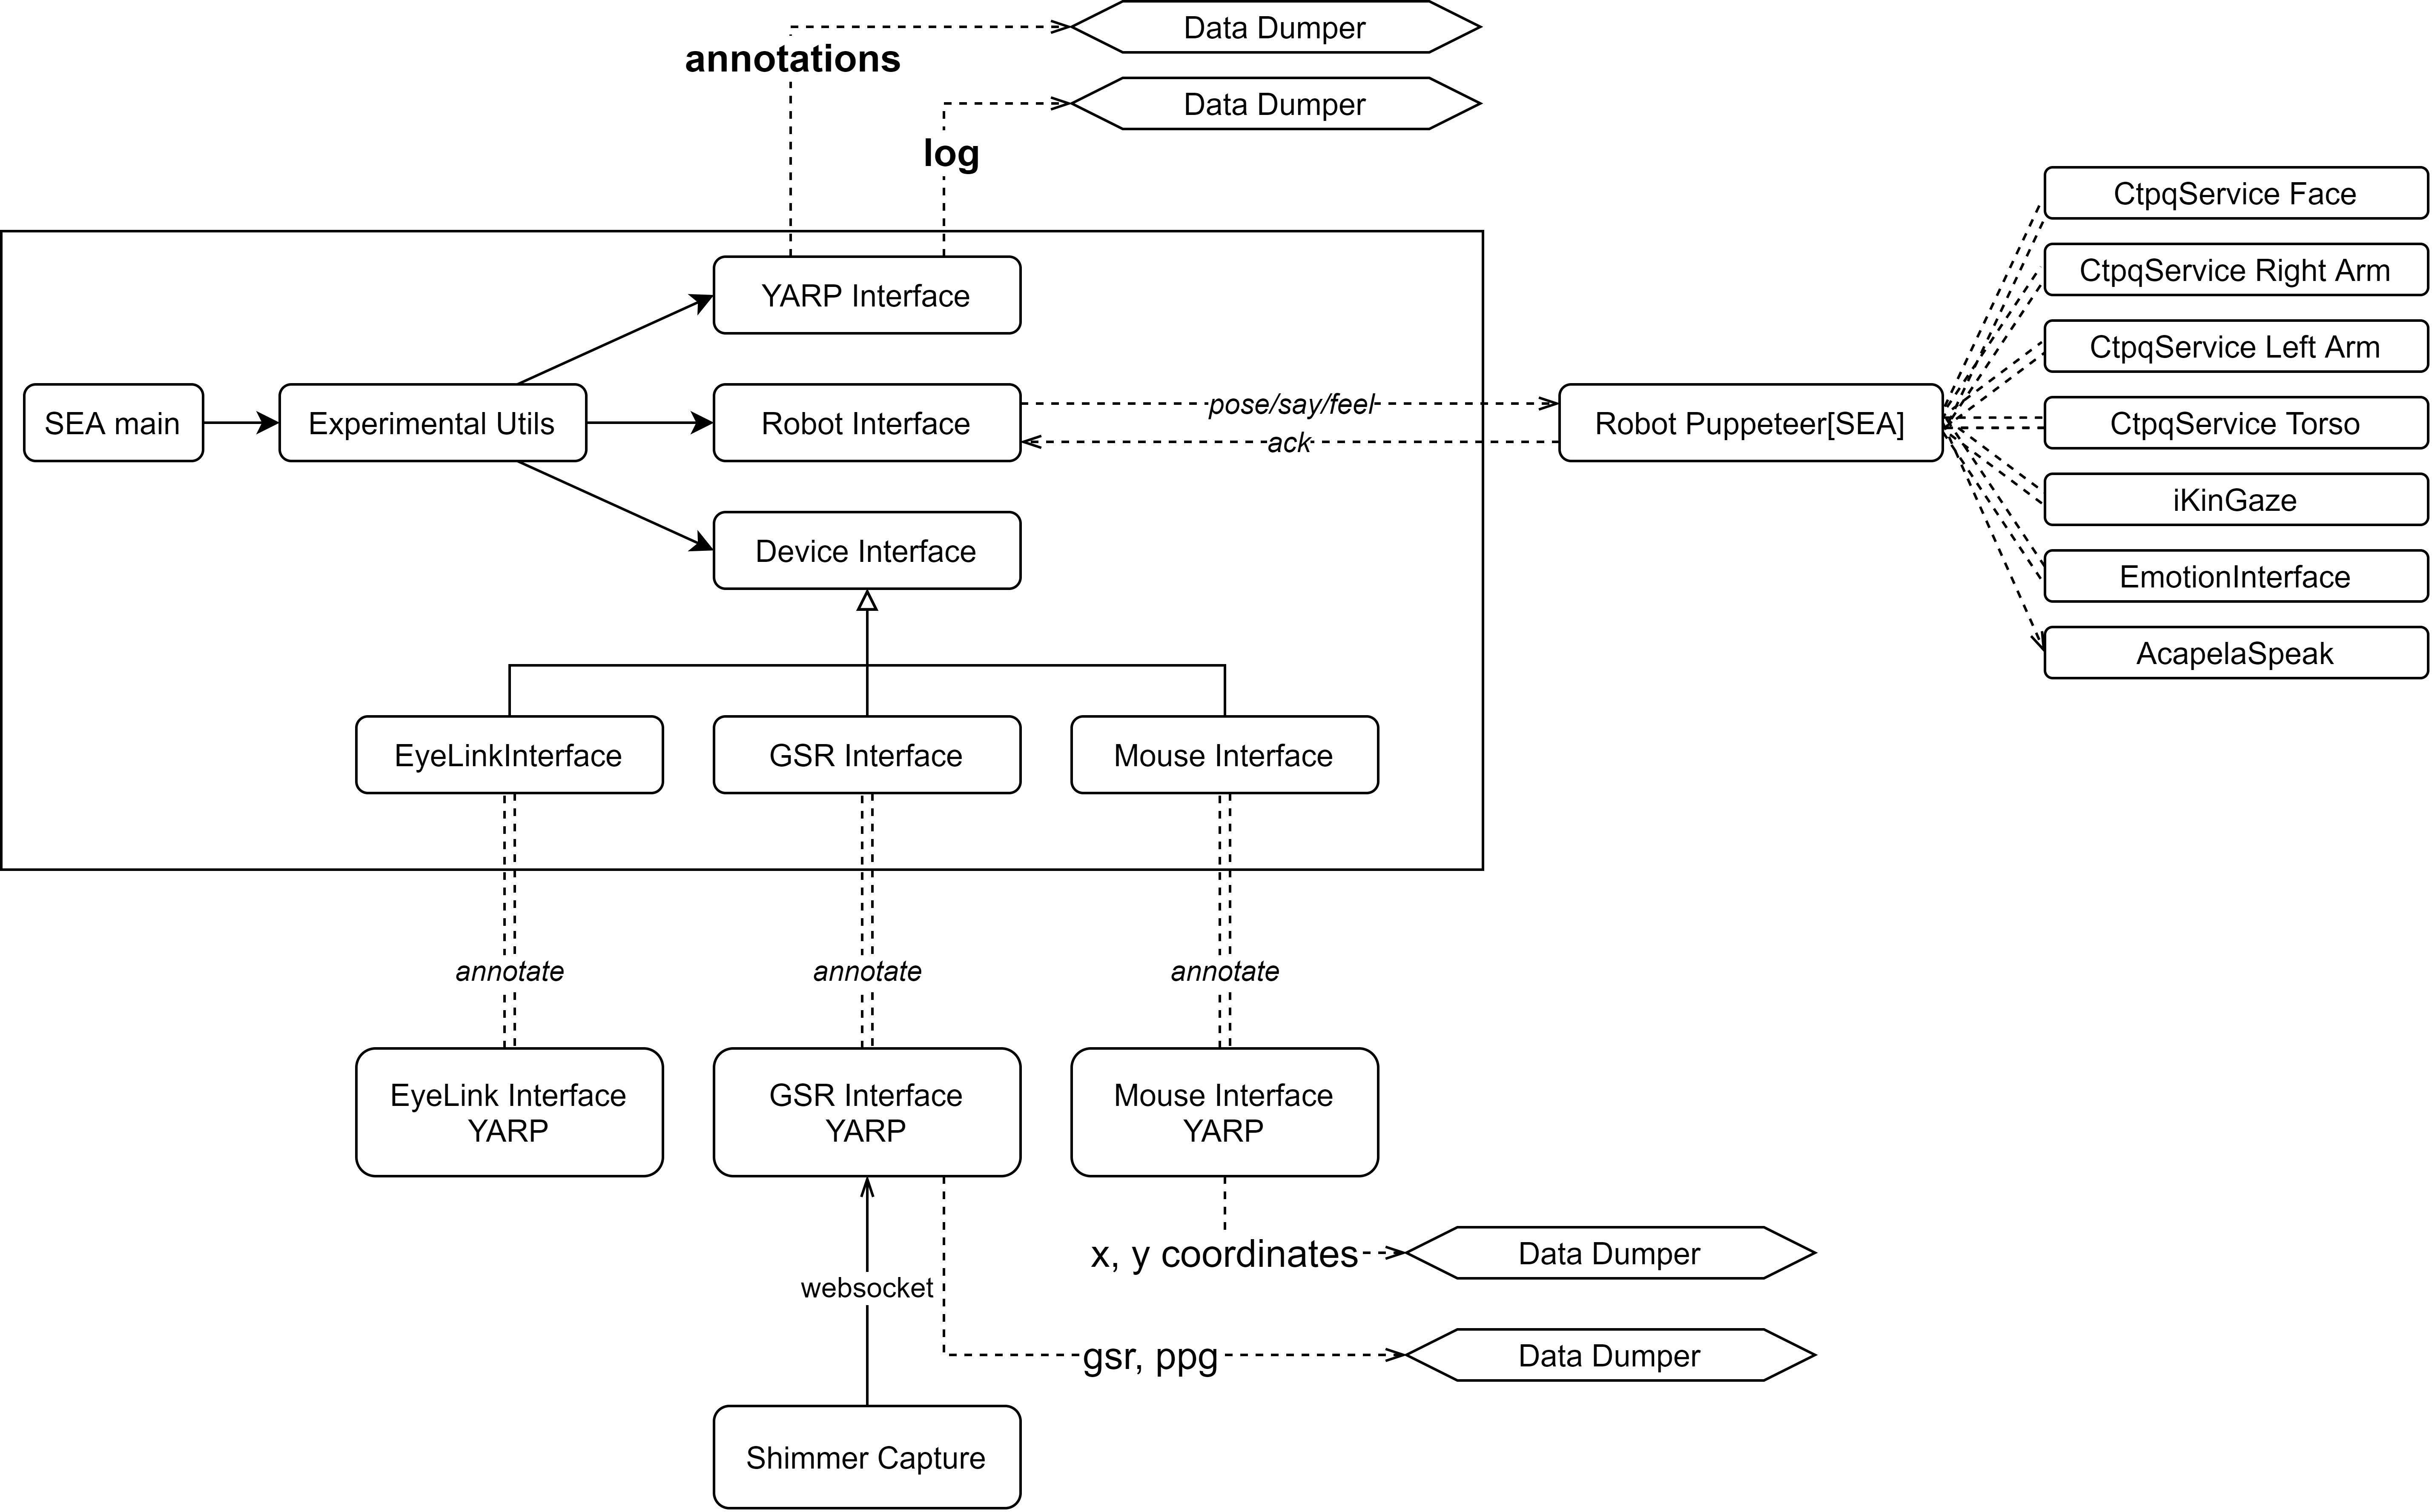 Data Dumper
annotations
Data Dumper
log
CtpqService Face
YARP Interface
CtpqService Right Arm
CtpqService Left Arm
SEA main
Experimental Utils
Robot Interface
pose/say/feel
ack
Robot Puppeteer[SEA]
CtpqService Torso
iKinGaze
Device Interface
EmotionInterface
AcapelaSpeak
EyeLinkInterface
GSR Interface
Mouse Interface
annotate
annotate
annotate
EyeLink Interface
YARP
GSR Interface
YARP
Mouse Interface
YARP
x, y coordinates
Data Dumper
websocket
gsr, ppg
Data Dumper
Shimmer Capture